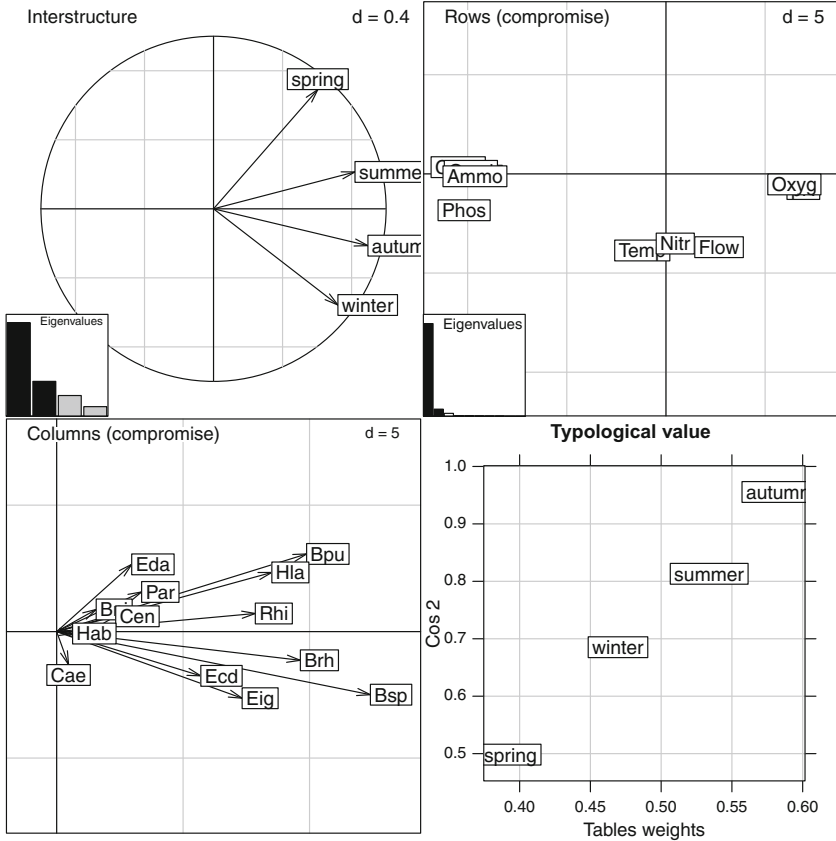 Interstructure
d = 0.4
spring
summe
autum
winter
Eigenvalues
Rows (compromise)
d = 5
Ammo
Oxyg
Phos
Temp
Nitr
Flow
Eigenvalues
Columns (compromise)
d = 5
Eda
Bpu
Hla
Par
Cen
Rhi
Hab
Cae
Brh
Ecd
Eig
Bsp
Typological value
Cos 2
1.0
0.9
0.8
0.7
0.6
0.5
autumn
summer
winter
spring
0.40
0.45
0.50
0.55
0.60
Tables weights